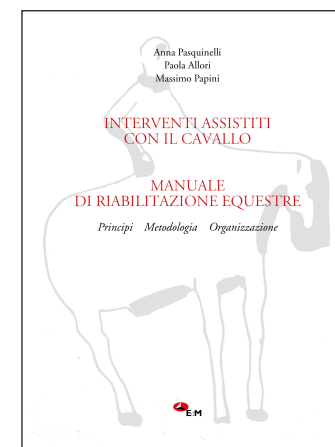 Anna Pasquinelli
Paola Allori
Massimo Papini
INTERVENTI ASSISTITI
CON IL CAVALLO
MANUALE
DI RIABILITAZIONE EQUESTRE
Principi Metodologia Organizzazione